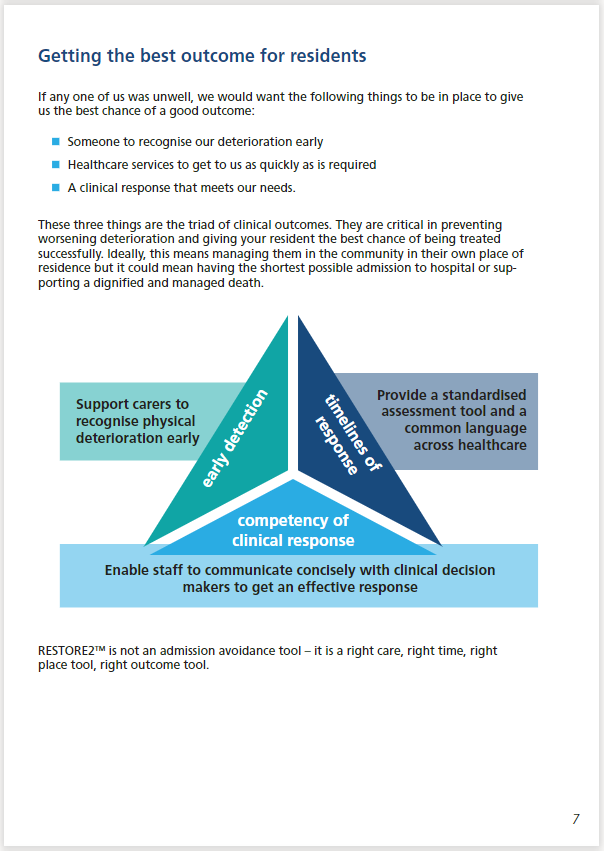 Getting the best outcome for residents
If any one of us was unwell, we would want the following things to be in place to give
us the best chance of a good outcome:
Someone to recognise our deterioration early
Healthcare services to get to us as quickly as is required
A clinical response that meets our needs.
These three things are the triad of clinical outcomes. They are critical in preventing
worsening deterioration and giving your resident the best chance of being treated
successfully. Ideally, this means managing them in the community in their own place of
residence but it could mean having the shortest possible admission to hospital or sup-
porting a dignified and managed death.
Support carers to
recognise physical
deterioration early
early detection
timelines of
response
Provide a standardised
assessment tool and a
common language
across healthcare
competency of
clinical response
Enable staff to communicate concisely with clinical decision
makers to get an effective response
RESTORE2™ is not an admission avoidance tool – it is a right care, right time, right
place tool, right outcome tool.
7